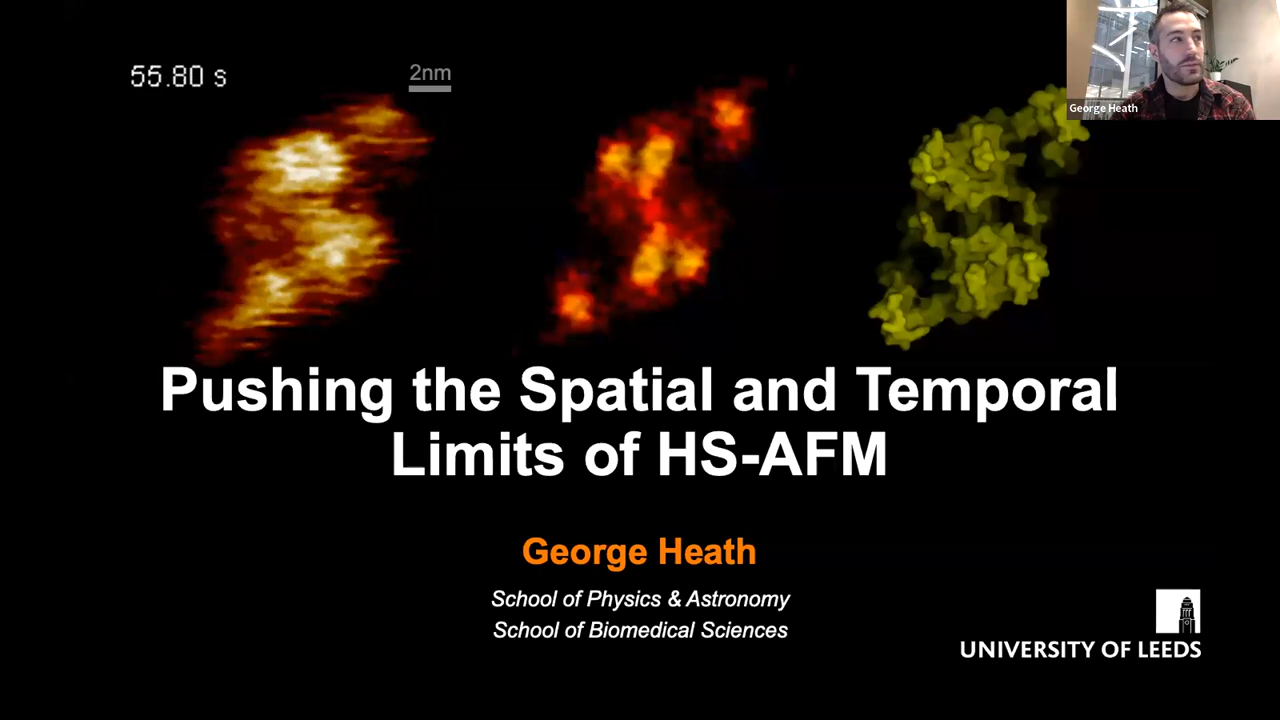 55.80 s
2nm
George Heath
Pushing the Spatial and Temporal
Limits of HS-AFM
George Heath
School of Physics & Astronomy
School of Biomedical Sciences
UNIVERSITY OF LEEDS